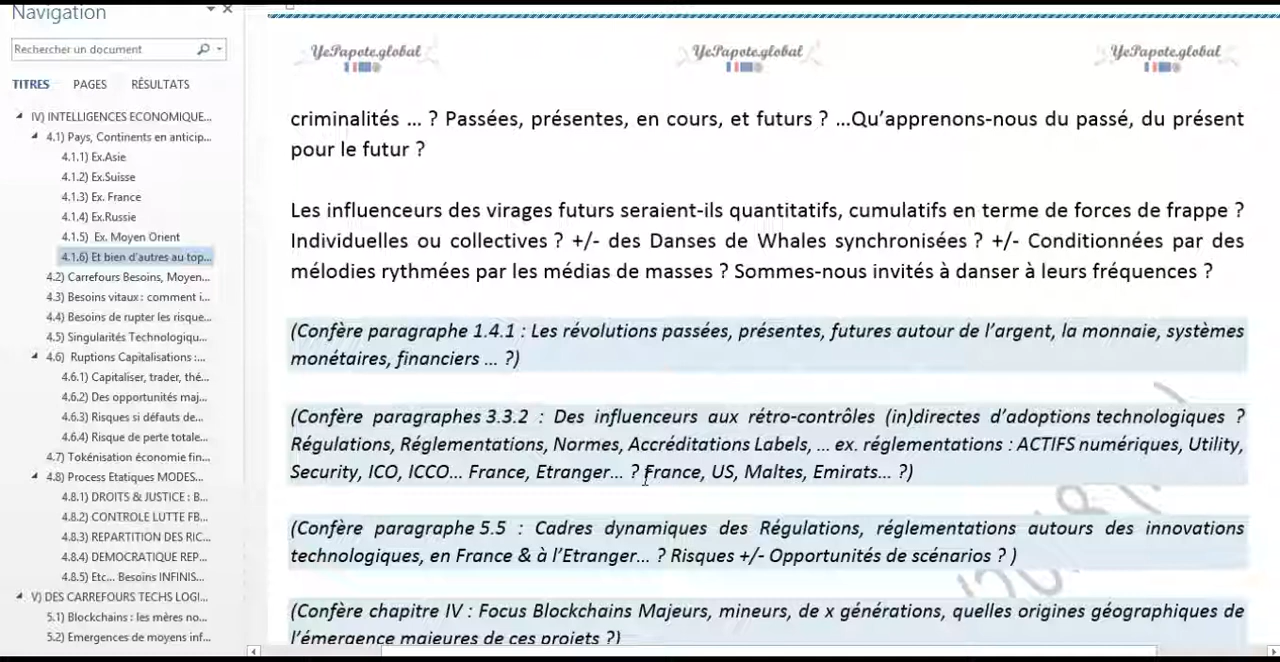 Navigation
Rechercher un document
TITRES PAGES RÉSULTATS
IV) INTELLIGENCES ECONOMIQUE...
4.1) Pays, Continents en anticip...
4.1.1) Ex.Asie
4.1.2) Ex.Suisse
4.1.3) Ex. France
4.1.4) Ex.Russie
4.1.5) Ex. Moyen Orient
4.1.6) Et bien d'autres au top...
4.2) Carrefours Besoins, Moyen...
4.3) Besoins vitaux : comment i...
4.4) Besoins de rupter les risque...
4.5) Singularités Technologiqu...
4.6) Ruptions Capitalisations :...
4.6.1) Capitaliser, trader, thé...
4.6.2) Des opportunités maj...
4.6.3) Risques si défauts de...
4.6.4) Risque de perte totale...
4.7) Tokénisation économie fin...
4.8) Process Etatiques MODES...
4.8.1) DROITS & JUSTICE : B...
4.8.2) CONTROLE LUTTE FB...
4.8.3) REPARTITION DES RIC...
4.8.4) DEMOCRATIQUE REP...
4.8.5) Etc... Besoins INFINIS...
V) DES CARREFOURS TECHS LOGI...
5.1) Blockchains : les mères no...
5.2) Emergences de moyens inf...
YePapote.global YePapote.global YePapote.global
criminalités ... ? Passées, présentes, en cours, et futurs ? ...Qu'apprenons-nous du passé, du présent
pour le futur ?
Les influenceurs des virages futurs seraient-ils quantitatifs, cumulatifs en terme de forces de frappe ?
Individuelles ou collectives ? +/- des Danses de Whales synchronisées ? +/- Conditionnées par des
mélodies rythmées par les médias de masses ? Sommes-nous invités à danser à leurs fréquences ?
(Confère paragraphe 1.4.1 : Les révolutions passées, présentes, futures autour de l'argent, la monnaie, systèmes
monétaires, financiers ... ?)
(Confère paragraphes 3.3.2 : Des influenceurs aux rétro-contrôles (in)directes d'adoptions technologiques ?
Régulations, Réglementations, Normes, Accréditations Labels, ... ex. réglementations : ACTIFS numériques, Utility,
Security, ICO, ICCO... France, Etranger... ? France, US, Maltes, Emirats... ?)
(Confère paragraphe 5.5 : Cadres dynamiques des Régulations, réglementations autours des innovations
technologiques, en France & à l'Etranger... ? Risques +/- Opportunités de scénarios ? )
(Confère chapitre IV : Focus Blockchains Majeurs, mineurs, de x générations, quelles origines géographiques de
l'émergence majeures de ces projets ?)